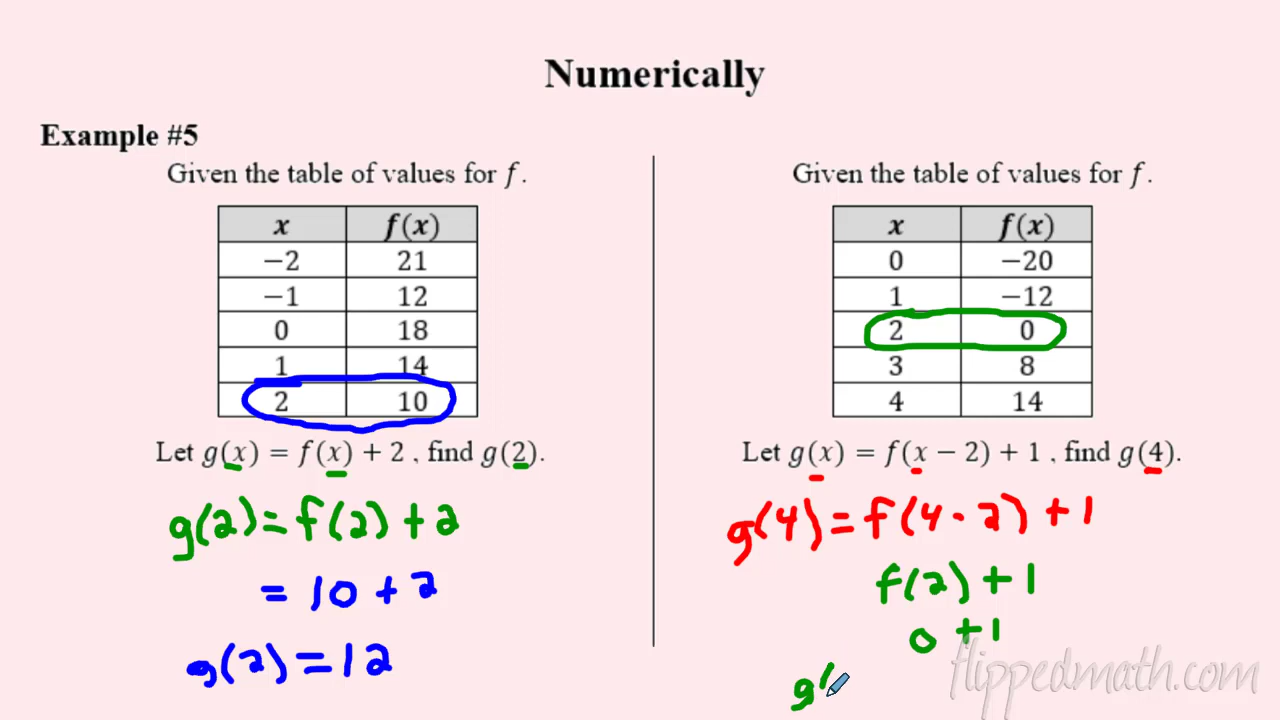 Numerically
Example #5
Given the table of values for f.
x f(x)
−2 21
−1 12
0 18
1 14
2 10
Let g(x) = f(x) + 2 , find g(2).
g(2) = f(2) + 2
= 10 + 2
g(2) = 12
Given the table of values for f.
x f(x)
0 −20
1 −12
2 0
3 8
4 14
Let g(x) = f(x − 2) + 1 , find g(4).
g(4) = f(4 - 2) + 1
f(2) + 1
0 + 1
g(
flippedmath.com